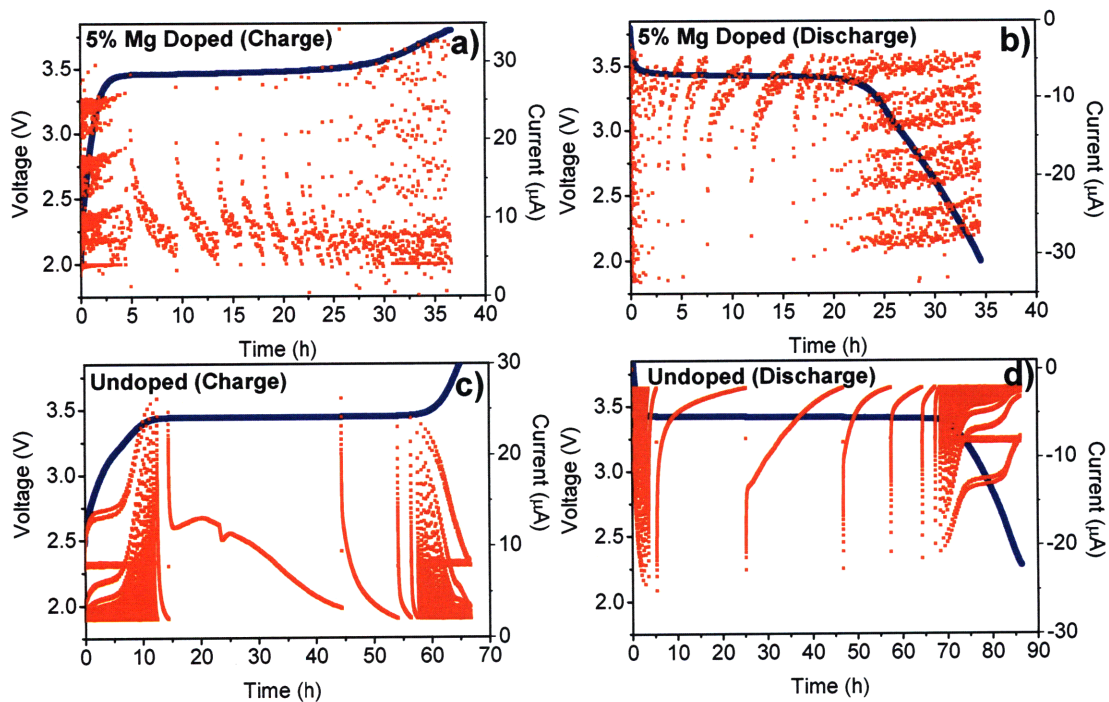 5% Mg Doped (Charge)
a)
3.5
3.0
2.5
2.0
Voltage (V)
30
20
10
0
Current (µA)
0 5 10 15 20 25 30 35 40
Time (h)
5% Mg Doped (Discharge)
b)
3.5
3.0
2.5
2.0
Voltage (V)
0
-10
-20
-30
Current (µA)
0 5 10 15 20 25 30 35 40
Time (h)
Undoped (Charge)
c)
3.5
3.0
2.5
2.0
Voltage (V)
30
20
10
0
Current (µA)
0 10 20 30 40 50 60 70
Time (h)
Undoped (Discharge)
d)
3.5
3.0
2.5
2.0
Voltage (V)
0
-10
-20
-30
Current (µA)
0 10 20 30 40 50 60 70 80 90
Time (h)